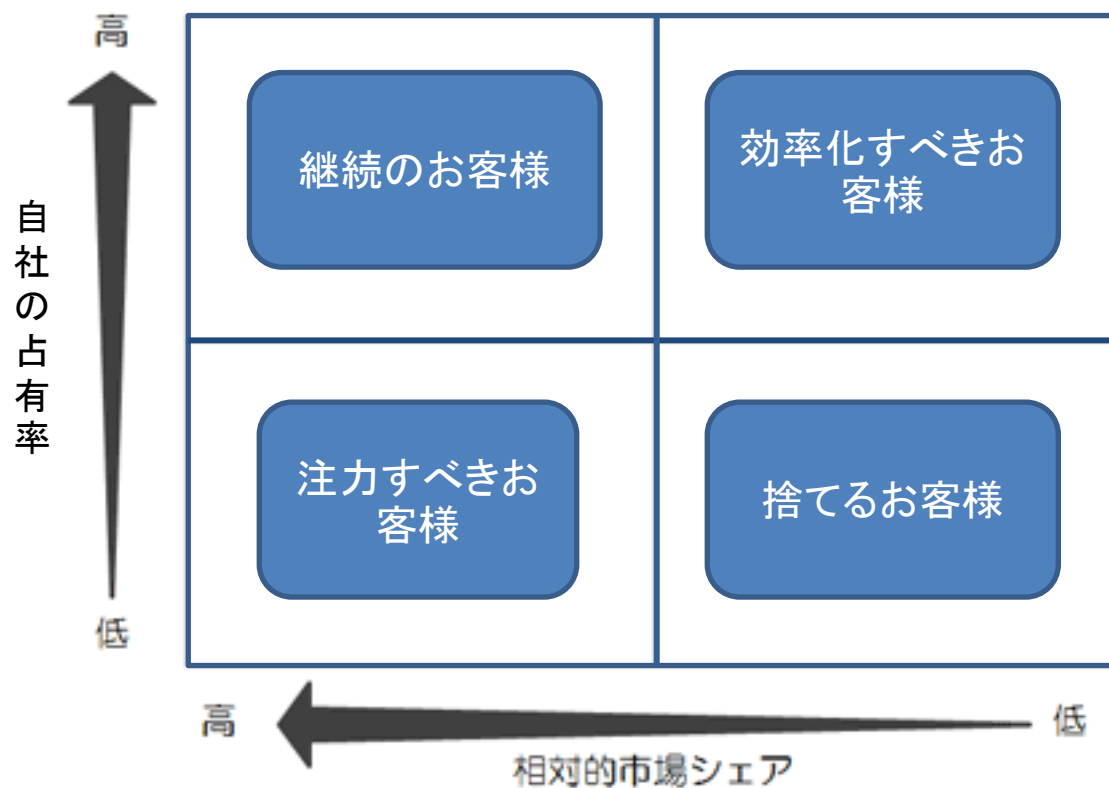 高
継続のお客様
効率化すべきお
客様
自社の占有率
注力すべきお
客様
捨てるお客様
低
高
低
相対的市場シェア